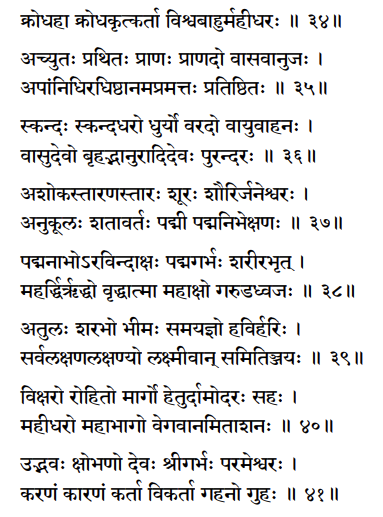 क्रोधहा क्रोधकृत्कर्ता विश्वबाहुर्महीधरः ॥ ३४॥
अच्युतः प्रथितः प्राणः प्राणदो वासवानुजः ।
अपांनिधिरधिष्ठानमप्रमत्तः प्रतिष्ठितः ॥ ३५॥
स्कन्दः स्कन्दधरो धुर्यो वरदो वायुवाहनः ।
वासुदेवो बृहद्भानुरादिदेवः पुरन्दरः ॥ ३६॥
अशोकस्तारणस्तारः शूरः शौरिर्जनेश्वरः ।
अनुकूलः शतावर्तः पद्मी पद्मनिभेक्षणः ॥ ३७॥
पद्मनाभोऽरविन्दाक्षः पद्मगर्भः शरीरभृत् ।
महर्द्धिरृद्धो वृद्धात्मा महाक्षो गरुडध्वजः ॥ ३८॥
अतुलः शरभो भीमः समयज्ञो हविर्हरिः ।
सर्वलक्षणलक्षण्यो लक्ष्मीवान् समितिञ्जयः ॥ ३९॥
विक्षरो रोहितो मार्गो हेतुर्दामोदरः सहः ।
महीधरो महाभागो वेगवानमिताशनः ॥ ४०॥
उद्भवः क्षोभणो देवः श्रीगर्भः परमेश्वरः ।
करणं कारणं कर्ता विकर्ता गहनो गुहः ॥ ४१॥